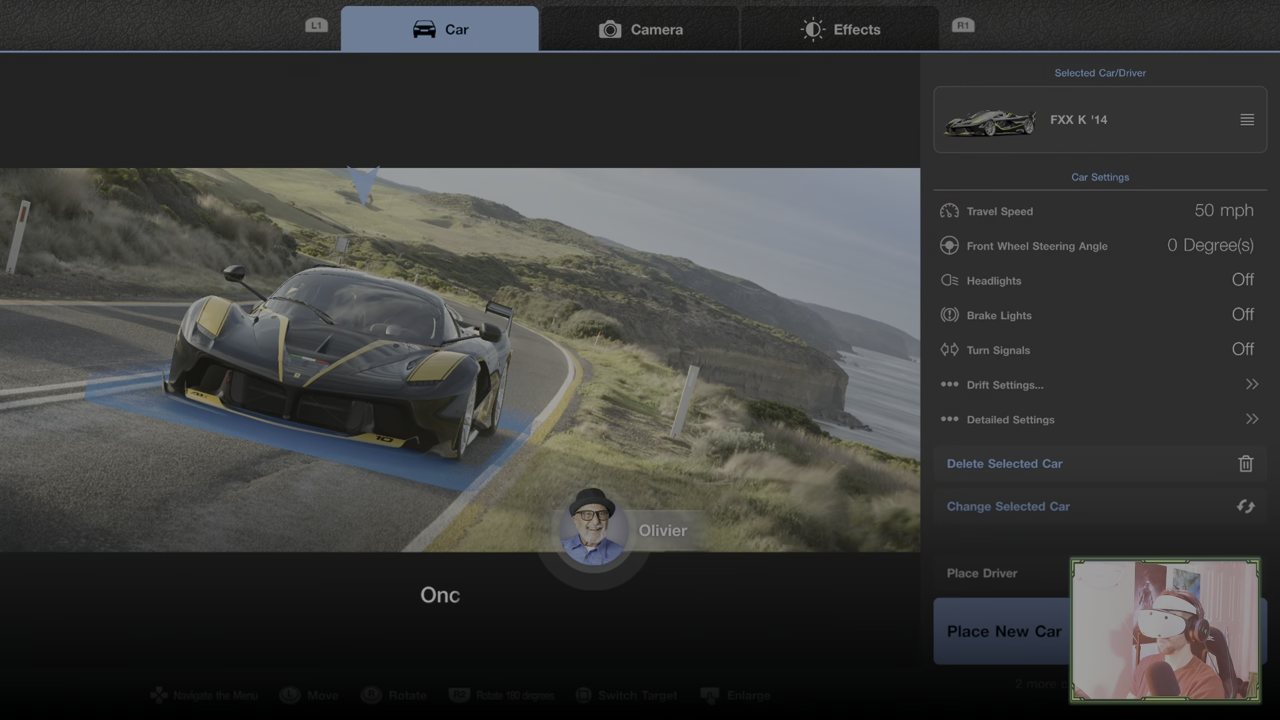 L1
Car
Camera
Effects
R1
Selected Car/Driver
FXX K '14
Car Settings
Travel Speed 50 mph
Front Wheel Steering Angle 0 Degree(s)
Headlights Off
Brake Lights Off
Turn Signals Off
Drift Settings...
Detailed Settings
Delete Selected Car
Change Selected Car
Olivier
Onc
Place Driver
Place New Car
Navigate the Menu
Move
Rotate
Rotate 180 degrees
Switch Target
Enlarge
2 more